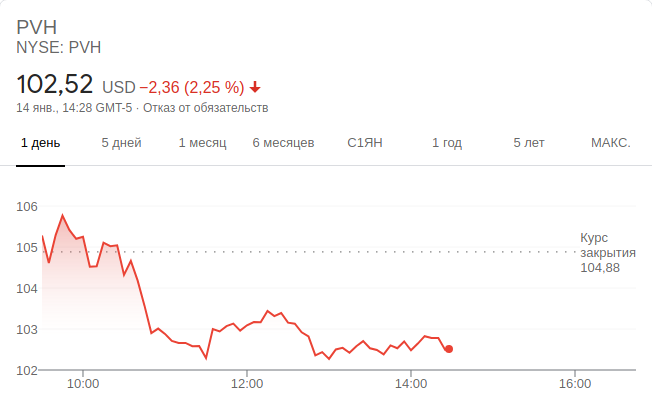 PVH
NYSE: PVH
102,52 USD −2,36 (2,25 %)
14 янв., 14:28 GMT-5 · Отказ от обязательств
1 день 5 дней 1 месяц 6 месяцев С1ЯН 1 год 5 лет МАКС.
106
105
104
103
102
Курс
закрытия
104,88
10:00 12:00 14:00 16:00